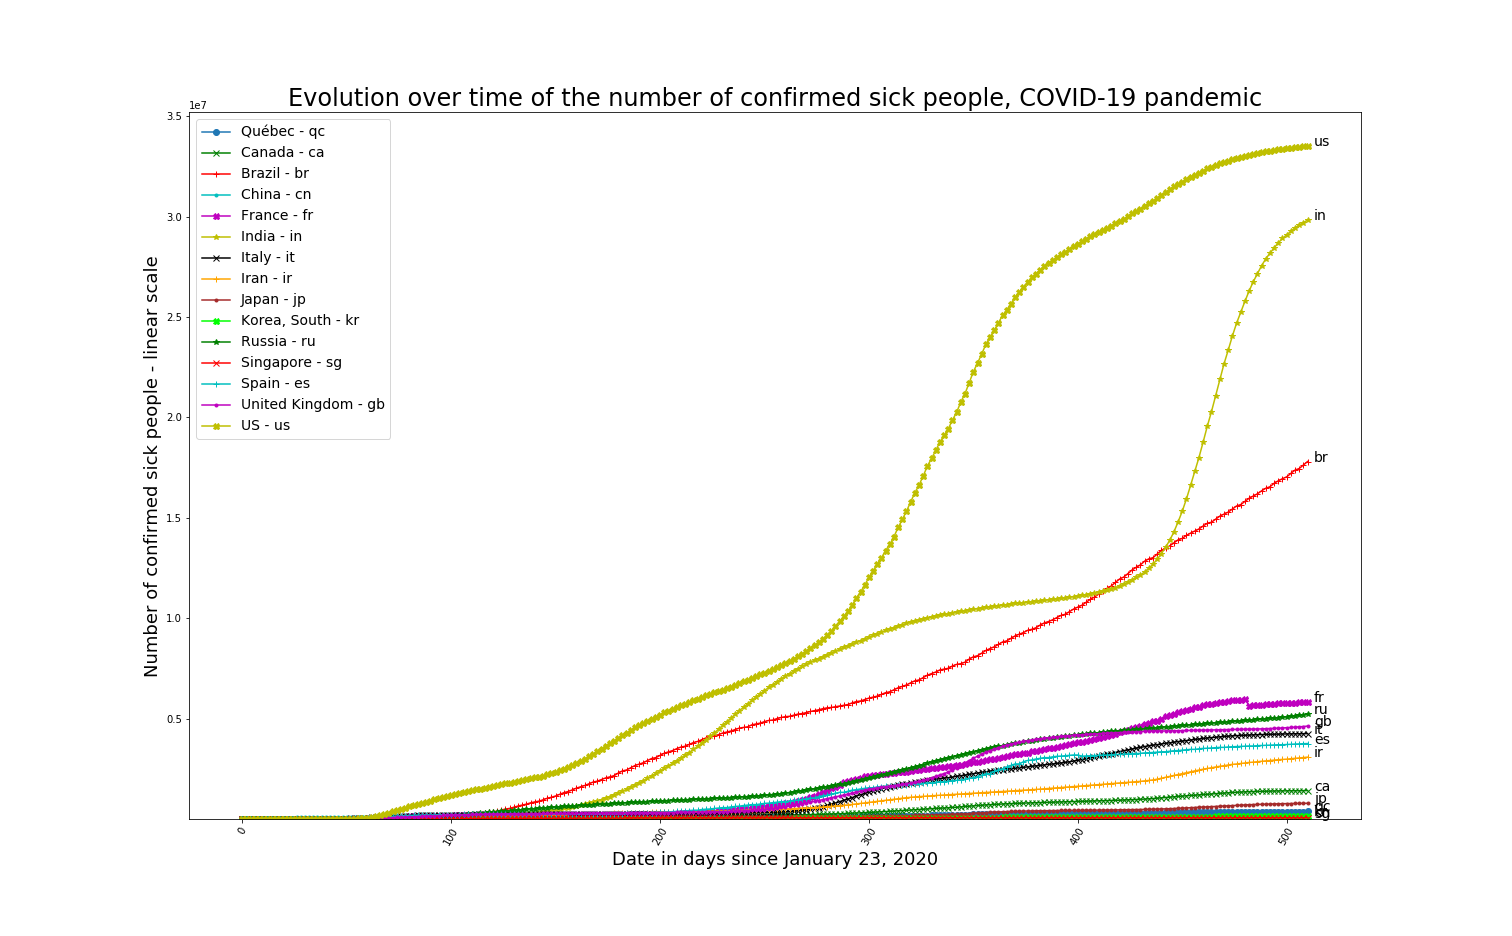 Evolution over time of the number of confirmed sick people, COVID-19 pandemic
1e7
3.5
3.0
2.5
2.0
1.5
1.0
0.5
Number of confirmed sick people - linear scale
Québec - qc
Canada - ca
Brazil - br
China - cn
France - fr
India - in
Italy - it
Iran - ir
Japan - jp
Korea, South - kr
Russia - ru
Singapore - sg
Spain - es
United Kingdom - gb
US - us
us
in
br
fr
ru
gb
it
es
ir
ca
jp
qc
sg
0
100
200
300
400
500
Date in days since January 23, 2020